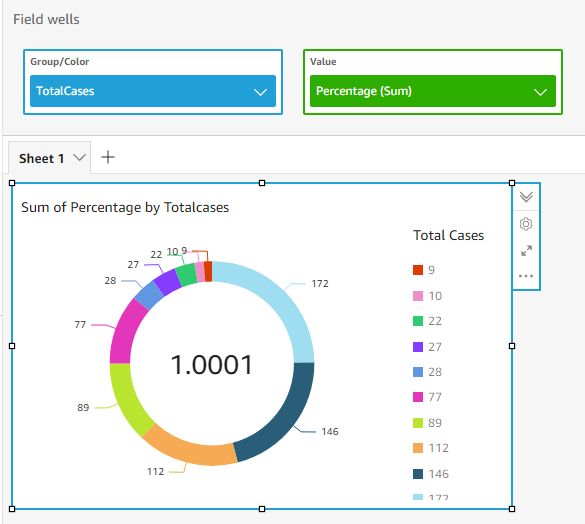 Field wells
Group/Color
TotalCases
Value
Percentage (Sum)
Sheet 1
Sum of Percentage by Totalcases
Total Cases
9
10
22
27
28
77
89
112
146
172
22 10 9
27
28
77
89
112
146
172
1.0001